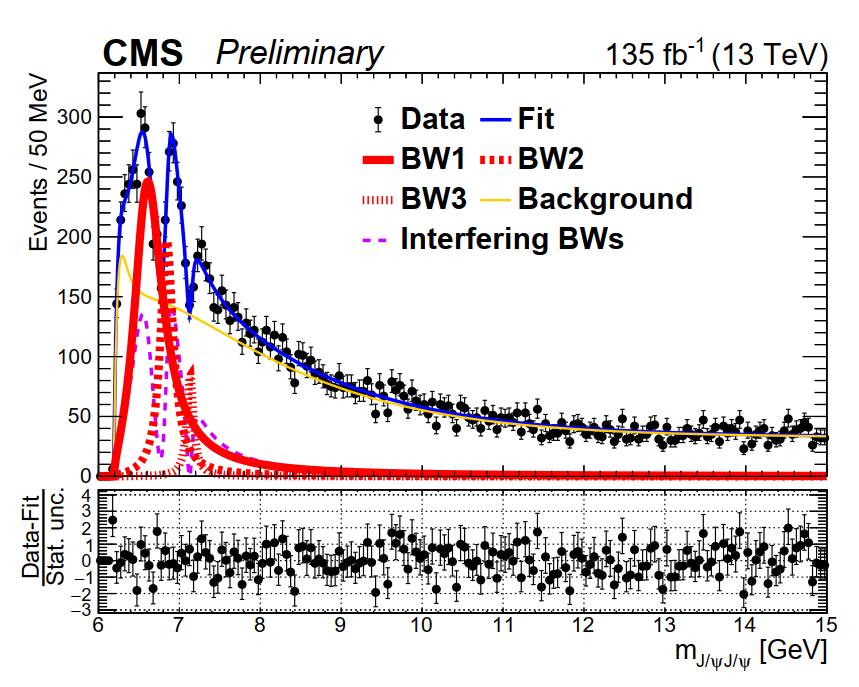 CMS Preliminary 135 fb-1 (13 TeV)
Events / 50 MeV
300
250
200
150
100
50
0
Data Fit
BW1 BW2
BW3 Background
Interfering BWs
Data-Fit
Stat. unc.
4
3
2
1
0
−1
−2
−3
6 7 8 9 10 11 12 13 14 15
mJ/ψJ/ψ [GeV]